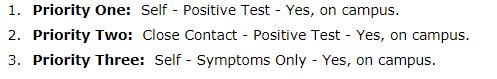 1. Priority One: Self - Positive Test - Yes, on campus.
2. Priority Two: Close Contact - Positive Test - Yes, on campus.
3. Priority Three: Self - Symptoms Only - Yes, on campus.